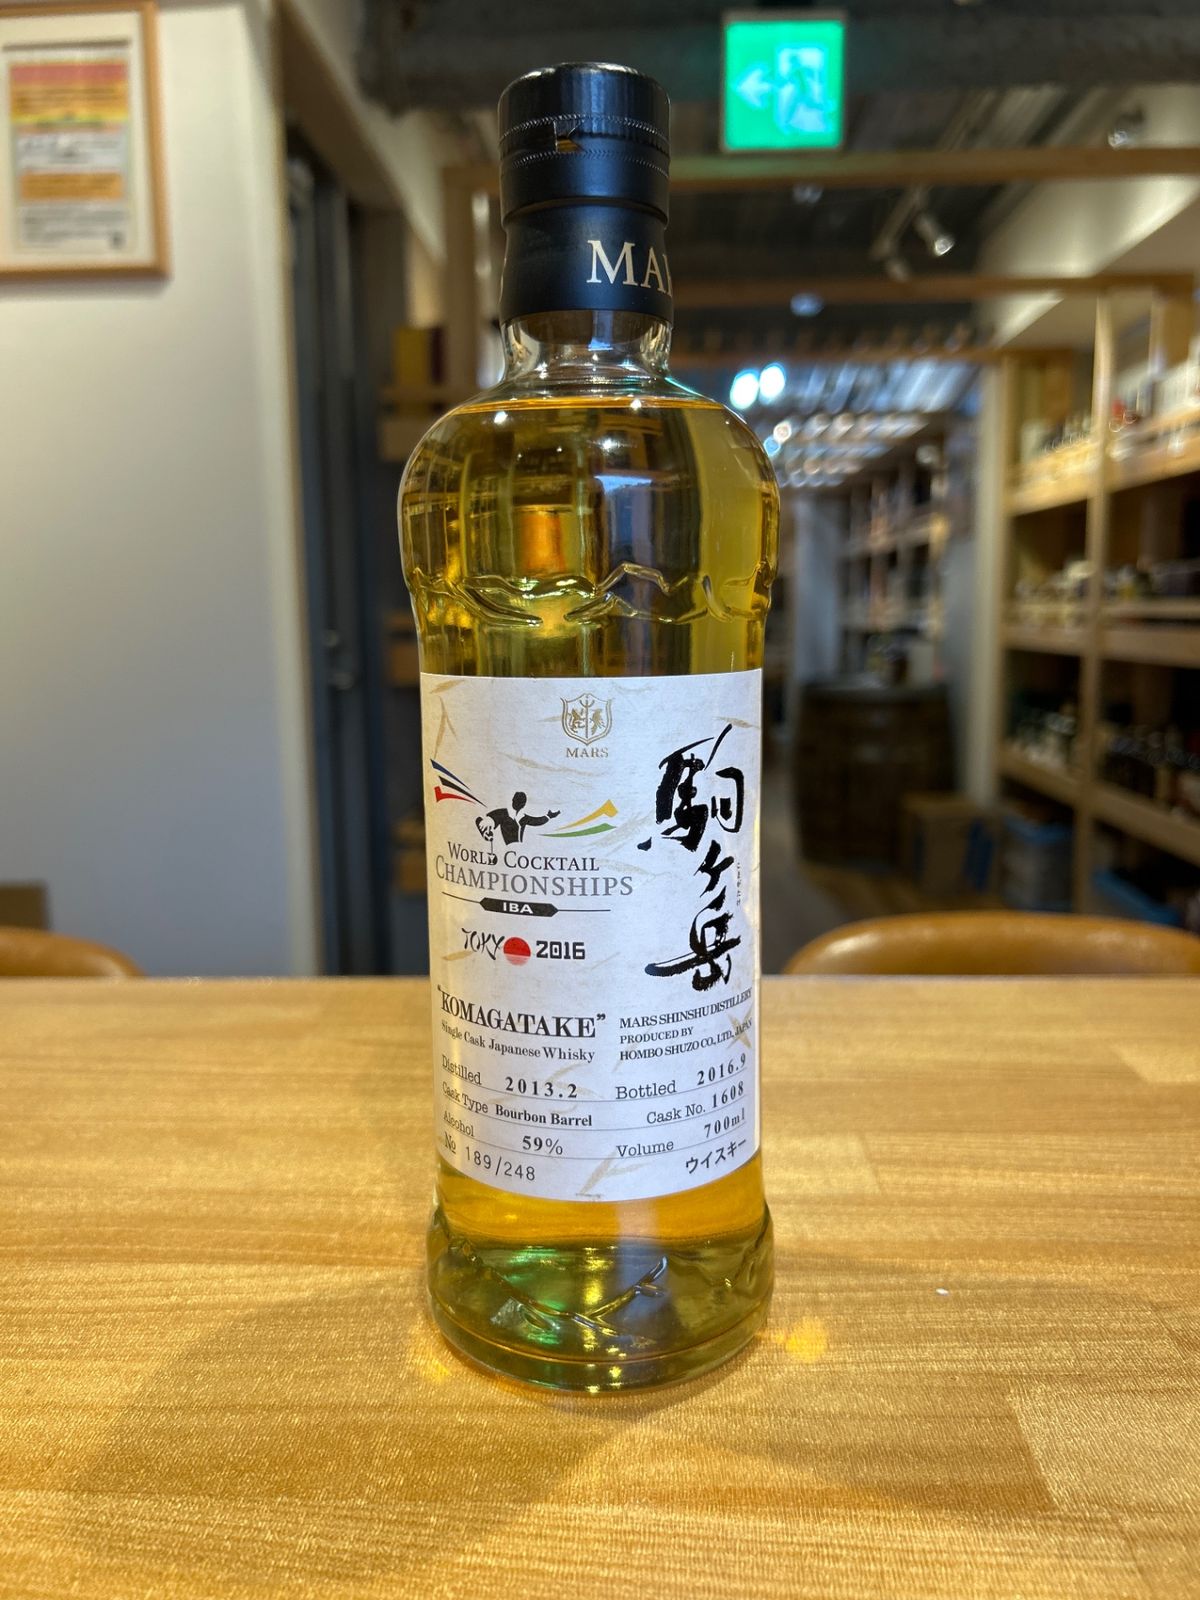 MA
MARS
駒ヶ岳
WORLD COCKTAIL
CHAMPIONSHIPS
IBA
TOKYO 2016
"KOMAGATAKE"
Single Cask Japanese Whisky
MARS SHINSHU DISTILLERY
PRODUCED BY
HOMBO SHUZO CO., LTD., JAPAN
Distilled 2013.2 Bottled 2016.9
Cask Type Bourbon Barrel Cask No. 1608
Alcohol 59% Volume 700ml
№ 189/248 ウイスキー